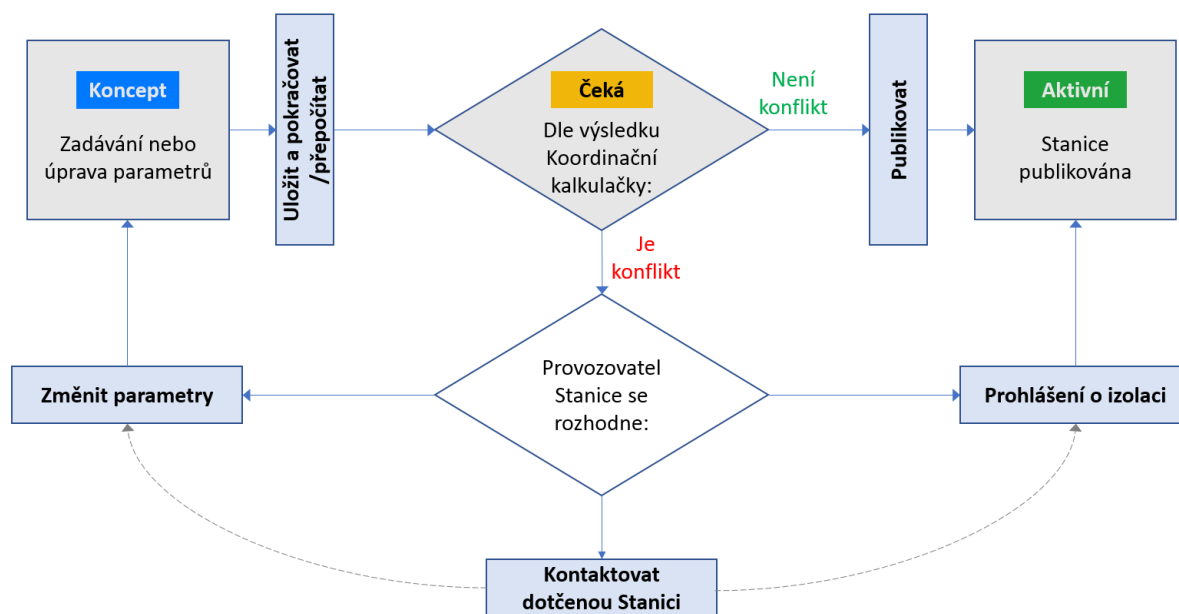 Koncept
Zadávání nebo
úprava parametrů
Uložit a pokračovat
/přepočítat
Čeká
Dle výsledku
Koordinační
kalkulačky:
Není
konflikt
Publikovat
Aktivní
Stanice
publikována
Je
konflikt
Změnit parametry
Provozovatel
Stanice se
rozhodne:
Prohlášení o izolaci
Kontaktovat
dotčenou Stanici